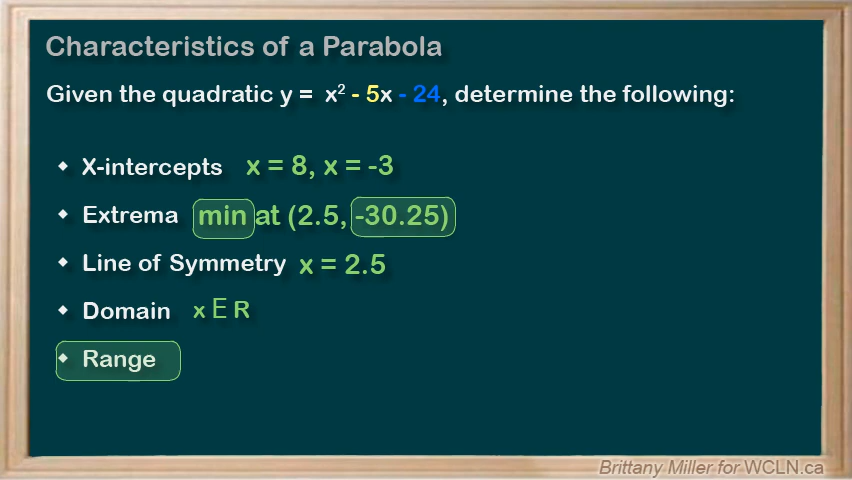 Characteristics of a Parabola
Given the quadratic y = x² - 5x - 24, determine the following:
◆ X-intercepts x = 8, x = -3
◆ Extrema min at (2.5, -30.25)
◆ Line of Symmetry x = 2.5
◆ Domain x E R
◆ Range
Brittany Miller for WCLN.ca